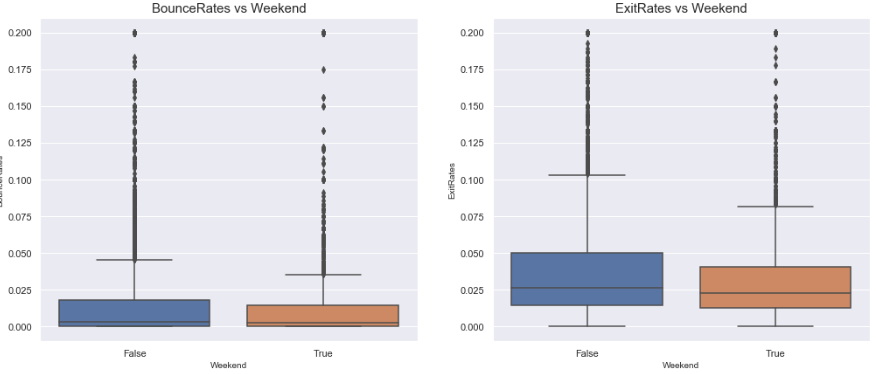 BounceRates vs Weekend
0.200
0.175
0.150
0.125
0.100
0.075
0.050
0.025
0.000
False
True
Weekend
ExitRates vs Weekend
ExitRates
0.200
0.175
0.150
0.125
0.100
0.075
0.050
0.025
0.000
False
True
Weekend